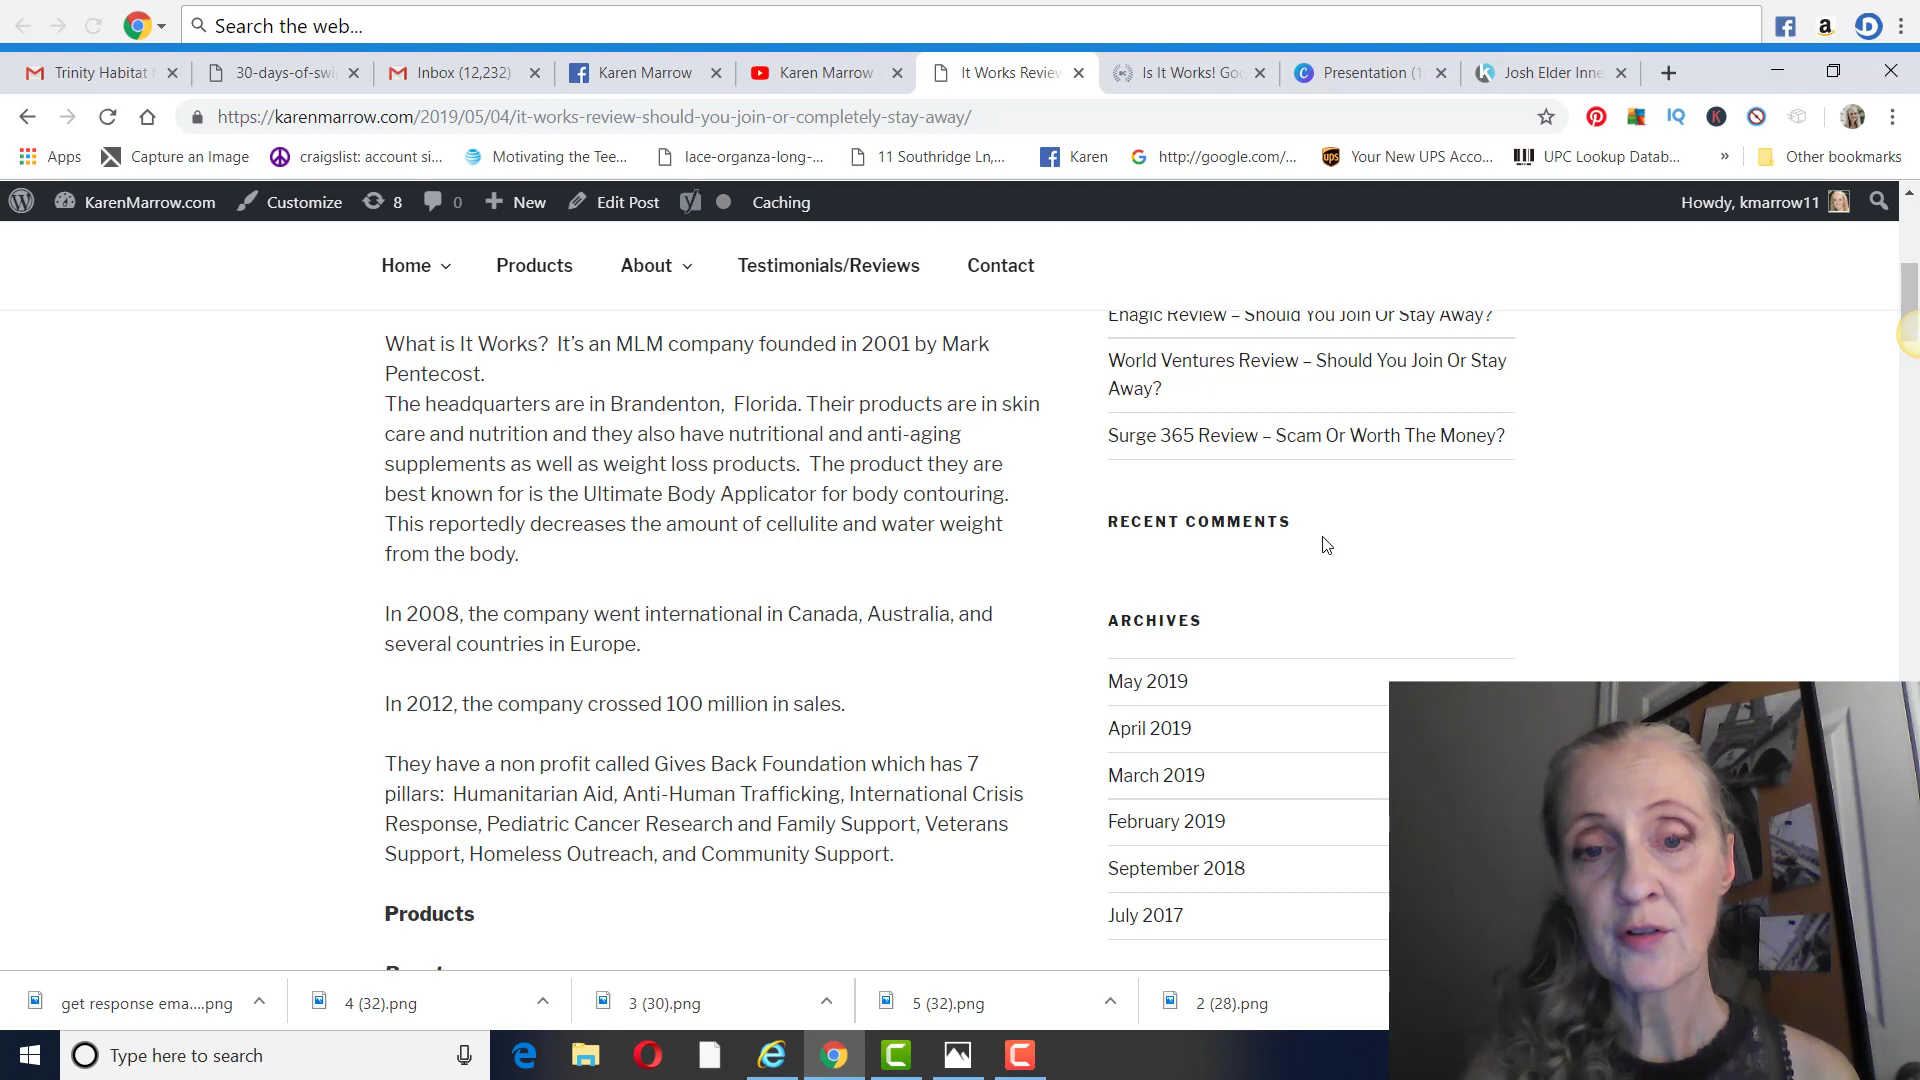 Search the web...
Trinity Habitat
30-days-of-swi
Inbox (12,232)
Karen Marrow
Karen Marrow
It Works Review
Is It Works! Go
Presentation (1
Josh Elder Inne
https://karenmarrow.com/2019/05/04/it-works-review-should-you-join-or-completely-stay-away/
Apps
Capture an Image
craigslist: account si...
Motivating the Tee...
lace-organza-long-...
11 Southridge Ln,...
Karen
http://google.com/...
Your New UPS Acco...
UPC Lookup Datab...
»
Other bookmarks
KarenMarrow.com
Customize
8
0
New
Edit Post
Caching
Howdy, kmarrow11
Home
Products
About
Testimonials/Reviews
Contact
What is It Works?  It's an MLM company founded in 2001 by Mark
Pentecost.
The headquarters are in Brandenton,  Florida. Their products are in skin
care and nutrition and they also have nutritional and anti-aging
supplements as well as weight loss products.  The product they are
best known for is the Ultimate Body Applicator for body contouring.
This reportedly decreases the amount of cellulite and water weight
from the body.
In 2008, the company went international in Canada, Australia, and
several countries in Europe.
In 2012, the company crossed 100 million in sales.
They have a non profit called Gives Back Foundation which has 7
pillars:  Humanitarian Aid, Anti-Human Trafficking, International Crisis
Response, Pediatric Cancer Research and Family Support, Veterans
Support, Homeless Outreach, and Community Support.
Products
Enagic Review – Should You Join Or Stay Away?
World Ventures Review – Should You Join Or Stay
Away?
Surge 365 Review – Scam Or Worth The Money?
RECENT COMMENTS
ARCHIVES
May 2019
April 2019
March 2019
February 2019
September 2018
July 2017
get response ema....png
4 (32).png
3 (30).png
5 (32).png
2 (28).png
Type here to search